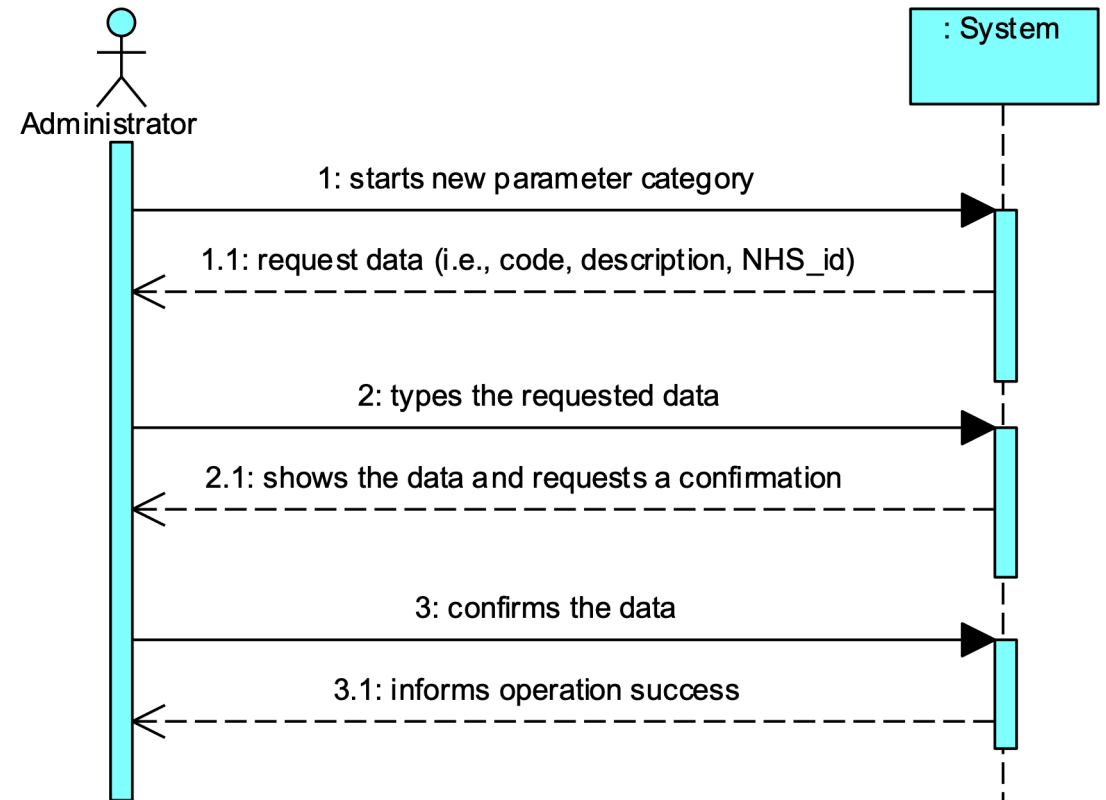 : System
Administrator
1: starts new parameter category
1.1: request data (i.e., code, description, NHS_id)
2: types the requested data
2.1: shows the data and requests a confirmation
3: confirms the data
3.1: informs operation success